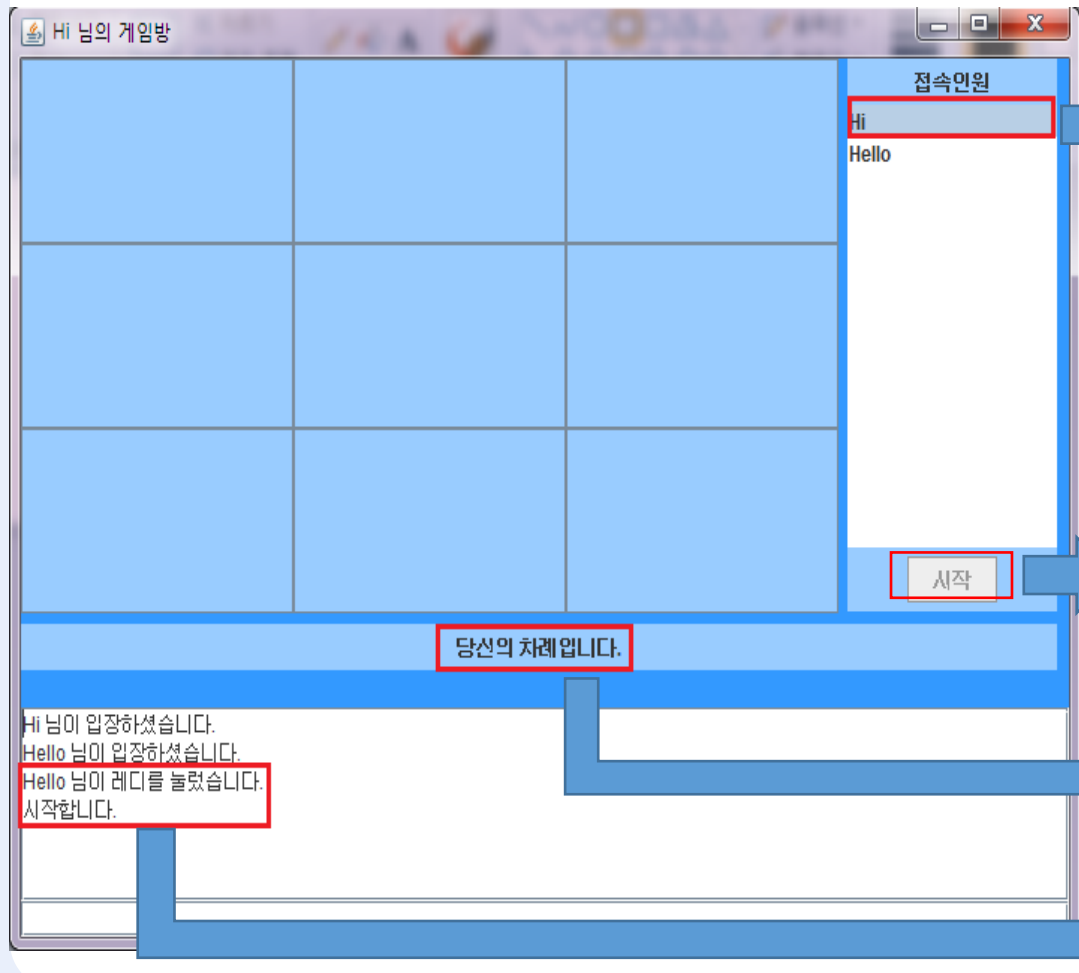 Hi 님의 게임방
접속인원
Hi
Hello
시작
당신의 차례입니다.
Hi 님이 입장하셨습니다.
Hello 님이 입장하셨습니다.
Hello 님이 레디를 눌렀습니다.
시작합니다.